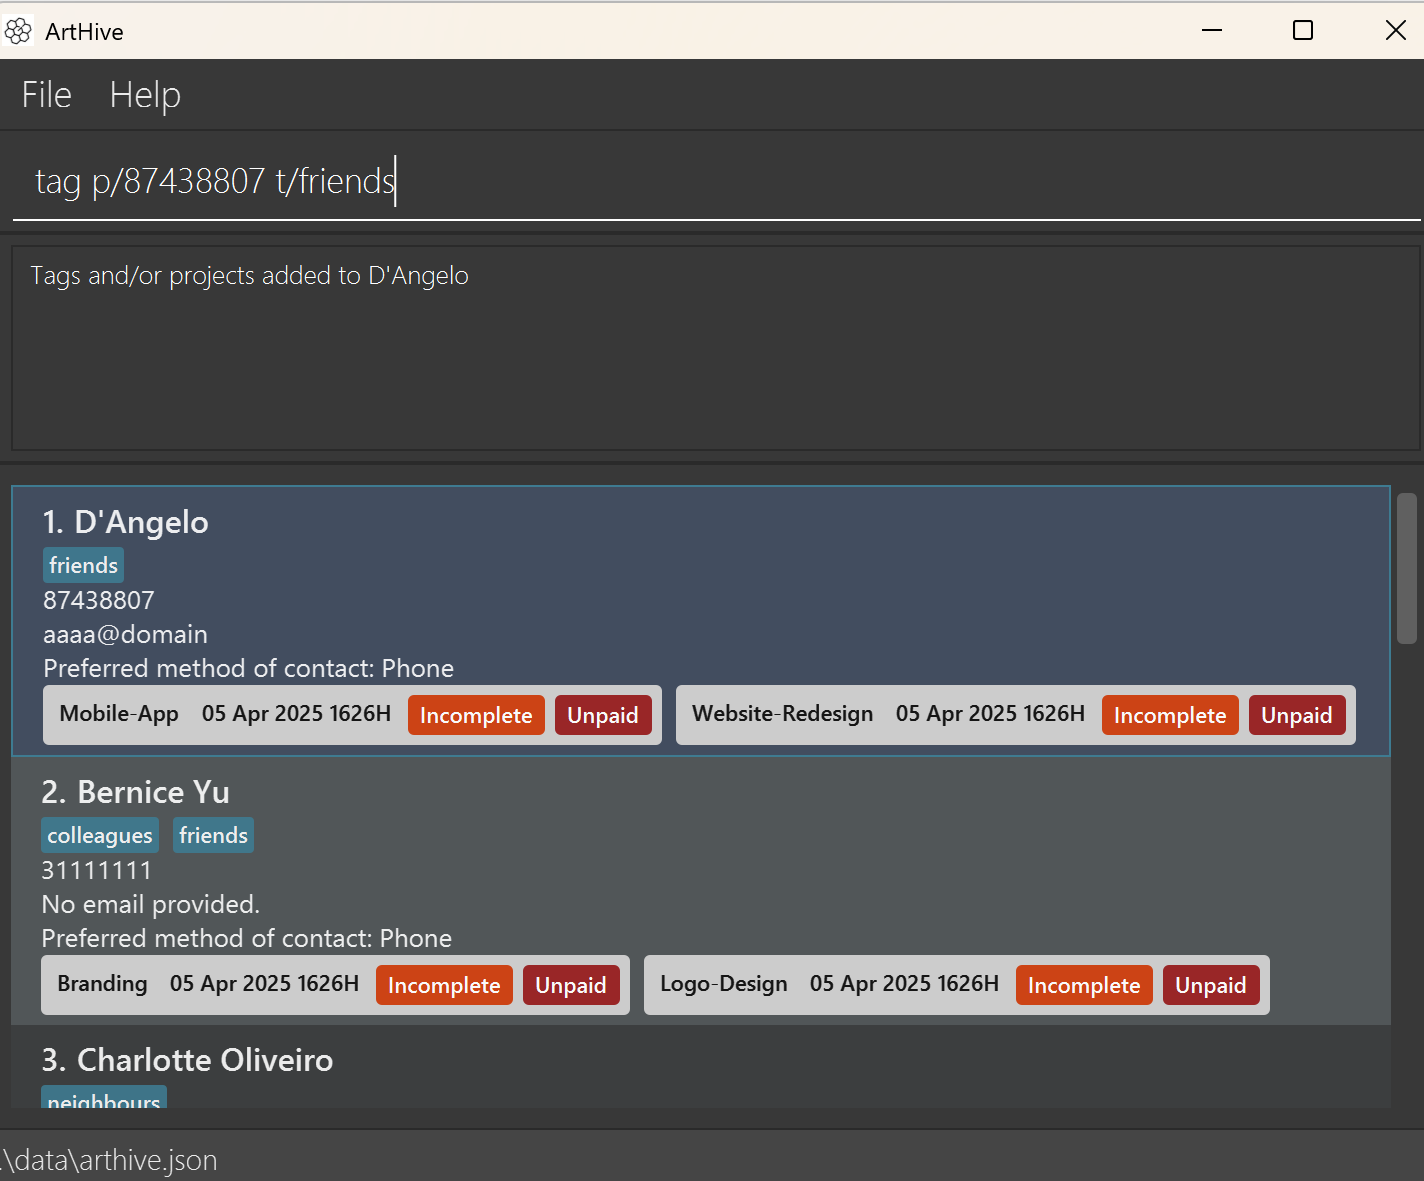 ArtHive
File Help
tag p/87438807 t/friends
Tags and/or projects added to D'Angelo
1. D'Angelo
friends
87438807
aaaa@domain
Preferred method of contact: Phone
Mobile-App 05 Apr 2025 1626H Incomplete Unpaid Website-Redesign 05 Apr 2025 1626H Incomplete Unpaid
2. Bernice Yu
colleagues friends
31111111
No email provided.
Preferred method of contact: Phone
Branding 05 Apr 2025 1626H Incomplete Unpaid Logo-Design 05 Apr 2025 1626H Incomplete Unpaid
3. Charlotte Oliveiro
neighbours
.\data\arthive.json